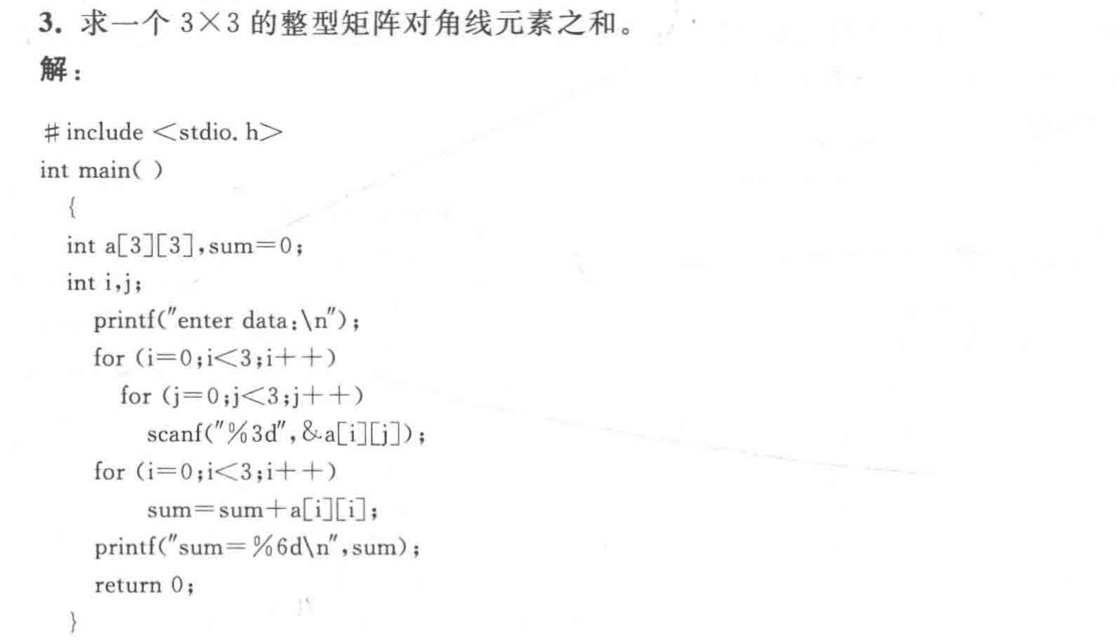 3. 求一个 3×3 的整型矩阵对角线元素之和。
解：
#include <stdio.h>
int main( )
{
int a[3][3],sum=0;
int i,j;
printf("enter data:\n");
for (i=0;i<3;i++)
for (j=0;j<3;j++)
scanf("%3d",&a[i][j]);
for (i=0;i<3;i++)
sum=sum+a[i][i];
printf("sum=%6d\n",sum);
return 0;
}